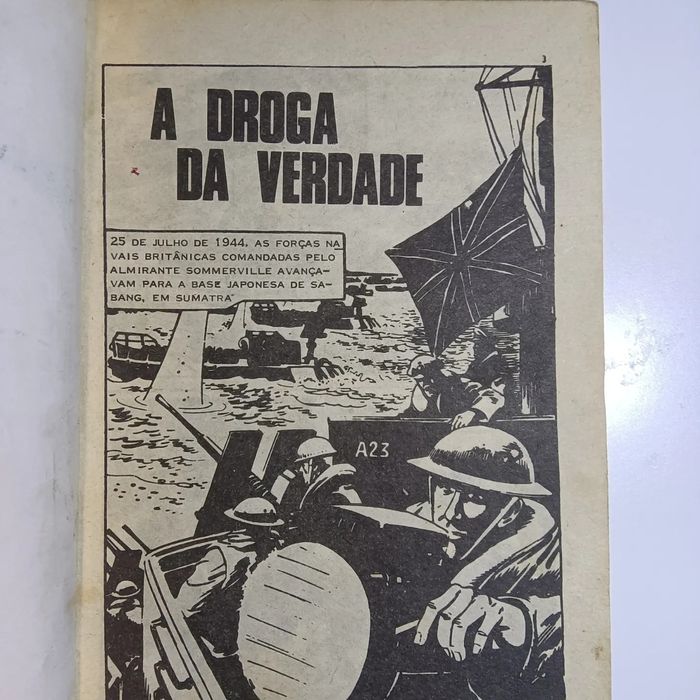 3
A DROGA
DA VERDADE
25 DE JULHO DE 1944. AS FORÇAS NA
VAIS BRITÂNICAS COMANDADAS PELO
ALMIRANTE SOMMERVILLE AVANÇA-
VAM PARA A BASE JAPONESA DE SA-
BANG, EM SUMATRA
A23